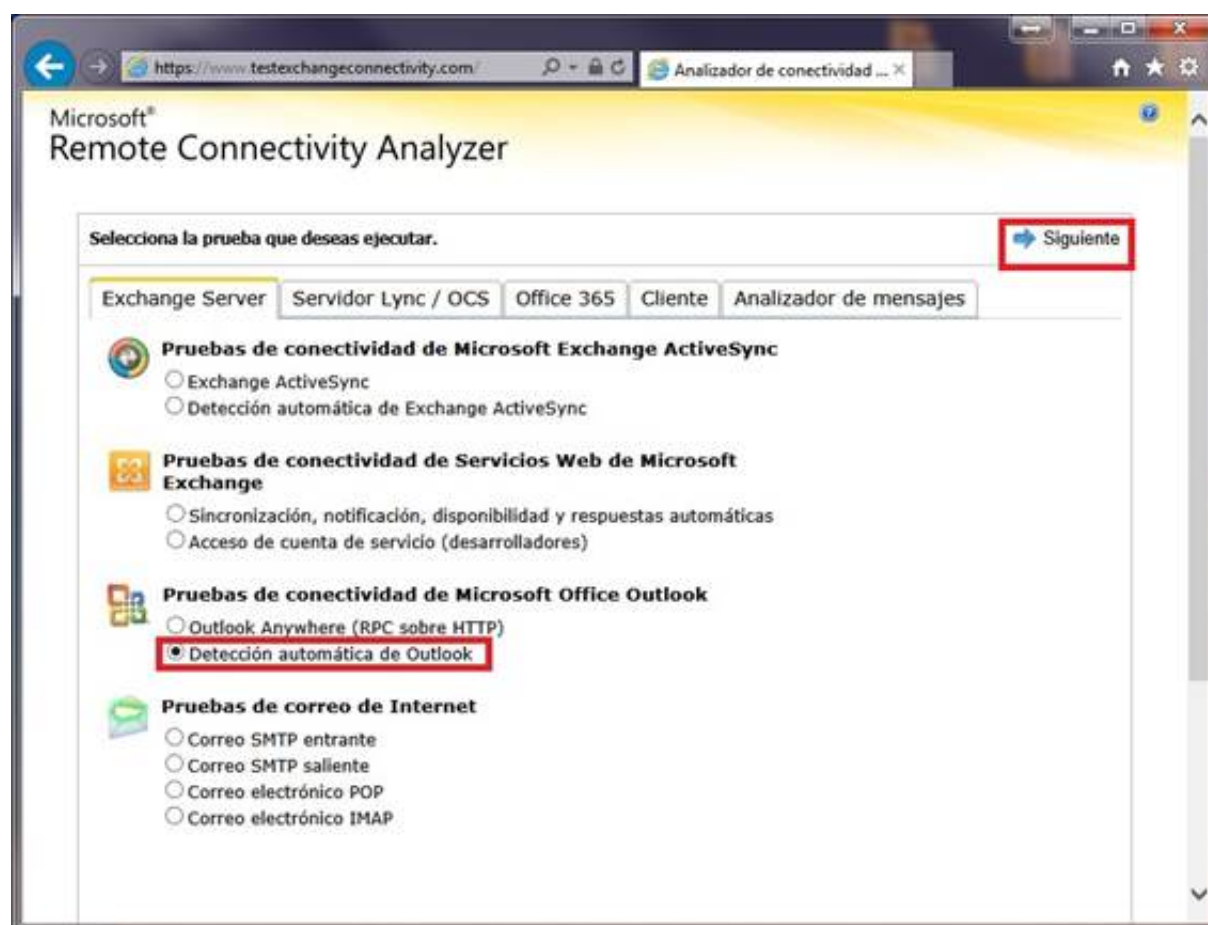 https://www.testexchangeconnectivity.com/
Analizador de conectividad ...
Microsoft®
Remote Connectivity Analyzer
Selecciona la prueba que deseas ejecutar.
Siguiente
Exchange Server
Servidor Lync / OCS
Office 365
Cliente
Analizador de mensajes
Pruebas de conectividad de Microsoft Exchange ActiveSync
Exchange ActiveSync
Detección automática de Exchange ActiveSync
Pruebas de conectividad de Servicios Web de Microsoft
Exchange
Sincronización, notificación, disponibilidad y respuestas automáticas
Acceso de cuenta de servicio (desarrolladores)
Pruebas de conectividad de Microsoft Office Outlook
Outlook Anywhere (RPC sobre HTTP)
Detección automática de Outlook
Pruebas de correo de Internet
Correo SMTP entrante
Correo SMTP saliente
Correo electrónico POP
Correo electrónico IMAP